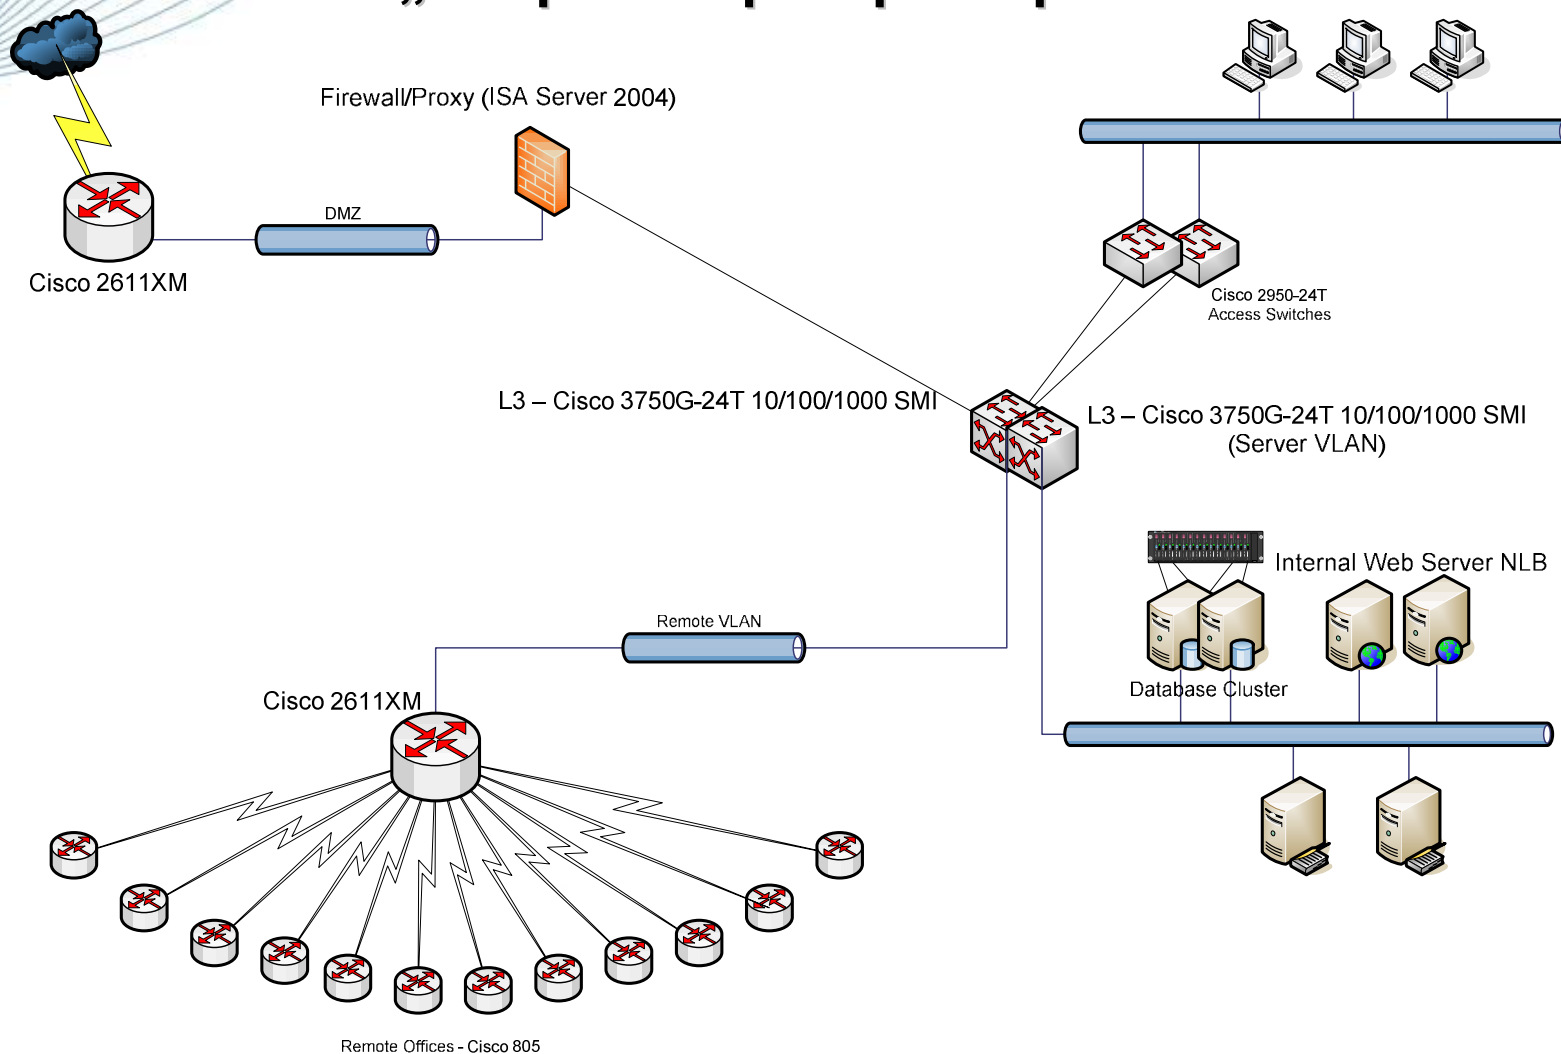 Firewall/Proxy (ISA Server 2004)
DMZ
Cisco 2611XM
Cisco 2950-24T
Access Switches
L3 – Cisco 3750G-24T 10/100/1000 SMI
L3 – Cisco 3750G-24T 10/100/1000 SMI
(Server VLAN)
Internal Web Server NLB
Remote VLAN
Database Cluster
Cisco 2611XM
Remote Offices - Cisco 805